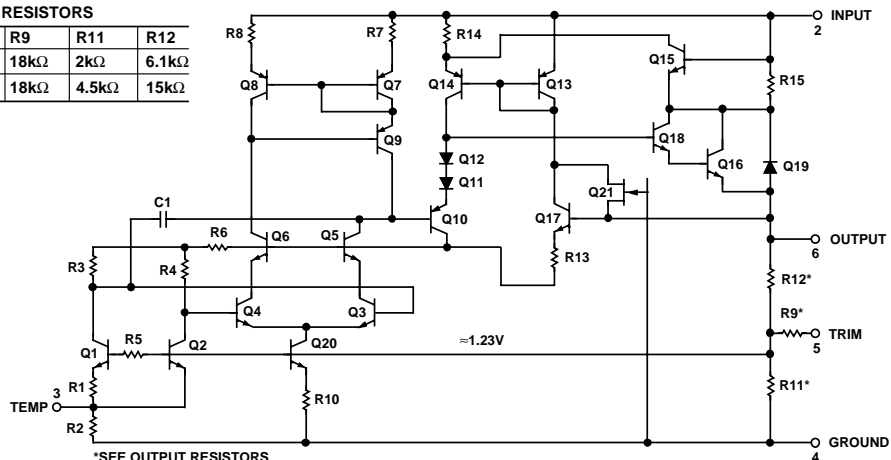 RESISTORS
R9 R11 R12
18kΩ 2kΩ 6.1kΩ
18kΩ 4.5kΩ 15kΩ
INPUT
2
R8
R7
R14
Q15
R15
Q8
Q7
Q14
Q13
Q9
Q18
Q16
Q19
Q12
Q11
Q21
C1
Q10
Q17
R6
Q6
Q5
OUTPUT
6
R3
R4
R13
R12*
Q4
Q3
R9*
TRIM
5
Q1
R5
Q2
Q20
≈1.23V
R1
R11*
TEMP
3
R10
R2
GROUND
4
*SEE OUTPUT RESISTORS